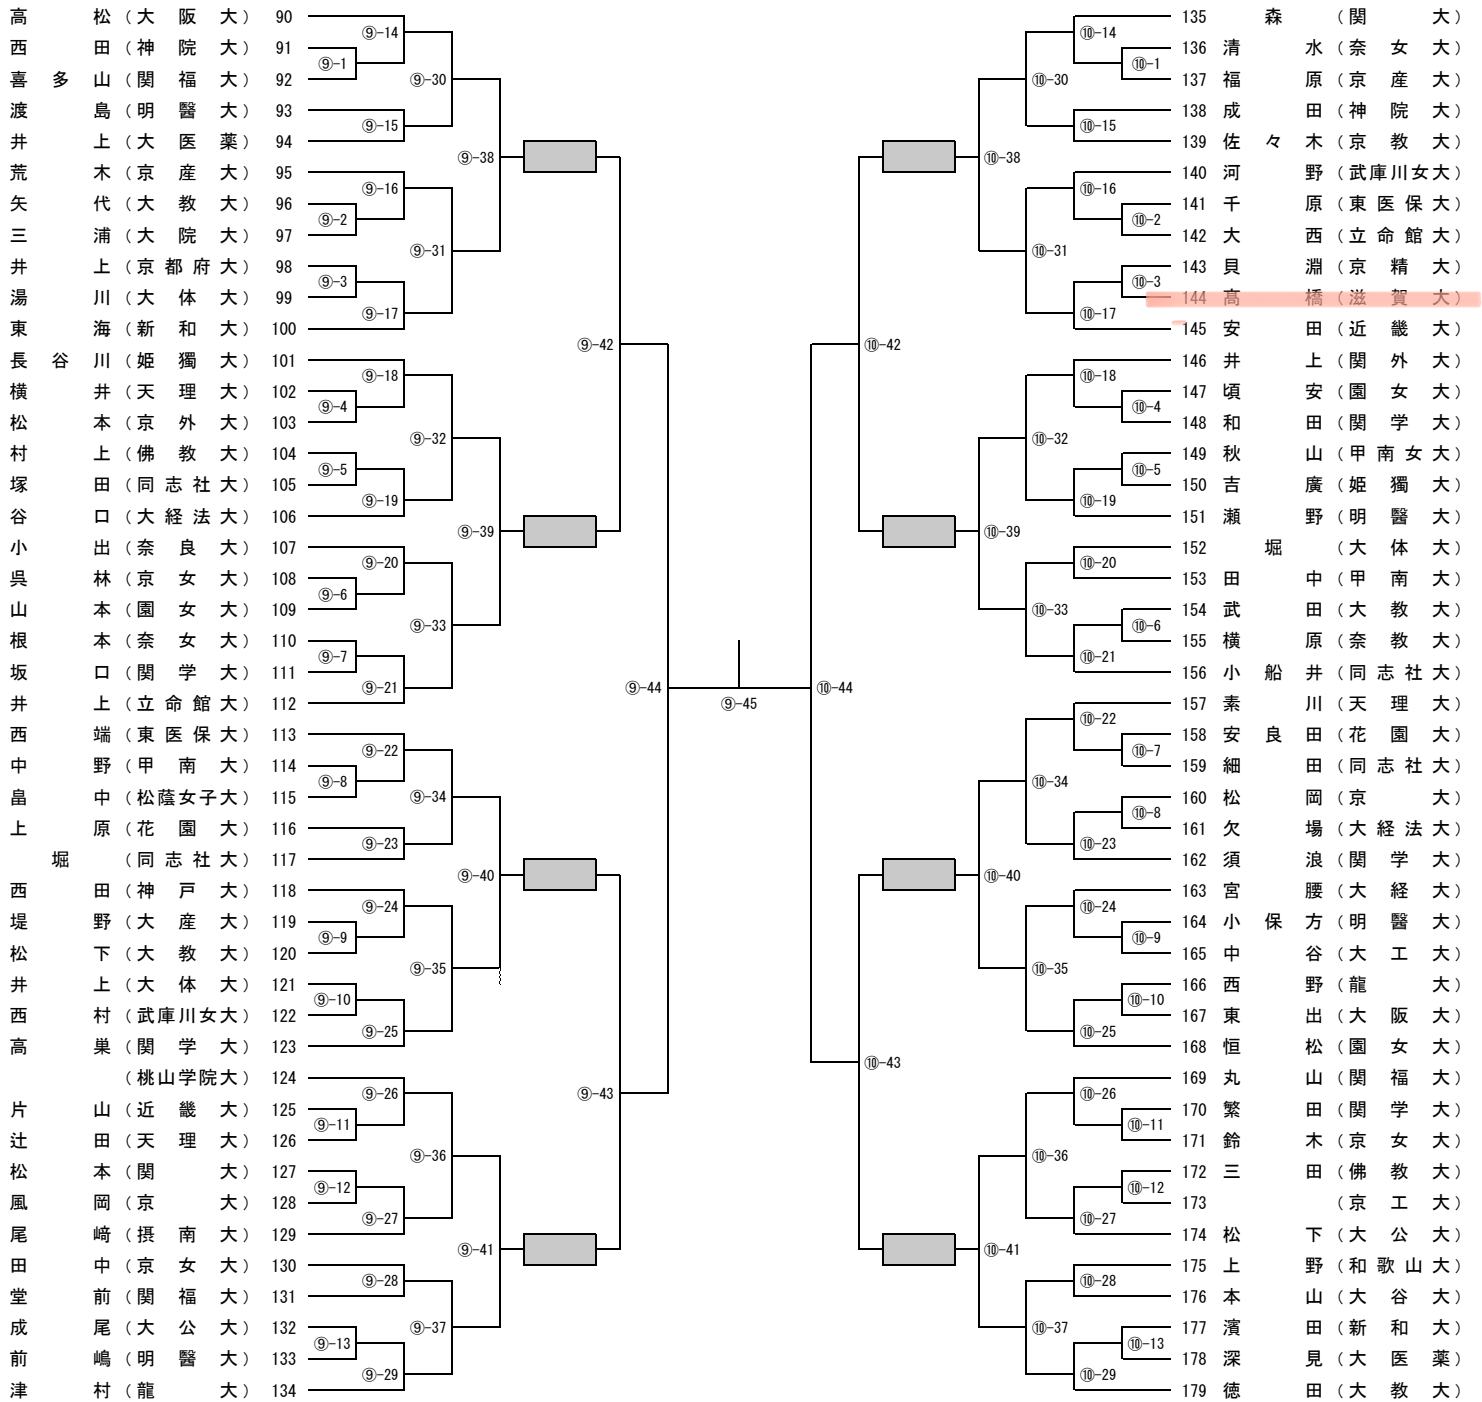 高松（大阪大） 90
西田（神院大） 91
喜多山（関福大） 92
渡島（明醫大） 93
井上（大医薬） 94
荒木（京産大） 95
矢代（大教大） 96
三浦（大院大） 97
井上（京都府大） 98
湯川（大体大） 99
東海（新和大） 100
長谷川（姫獨大） 101
横井（天理大） 102
松本（京外大） 103
村上（佛教大） 104
塚田（同志社大） 105
谷口（大経法大） 106
小出（奈良大） 107
呉林（京女大） 108
山本（園女大） 109
根本（奈女大） 110
坂口（関学大） 111
井上（立命館大） 112
西端（東医保大） 113
中野（甲南大） 114
畠中（松蔭女子大） 115
上原（花園大） 116
堀（同志社大） 117
西田（神戸大） 118
堤野（大産大） 119
松下（大教大） 120
井上（大体大） 121
西村（武庫川女大） 122
高巣（関学大） 123
（桃山学院大） 124
片山（近畿大） 125
辻田（天理大） 126
松本（関大） 127
風岡（京大） 128
尾﨑（摂南大） 129
田中（京女大） 130
堂前（関福大） 131
成尾（大公大） 132
前嶋（明醫大） 133
津村（龍大） 134
⑨-1
⑨-2
⑨-3
⑨-4
⑨-5
⑨-6
⑨-7
⑨-8
⑨-9
⑨-10
⑨-11
⑨-12
⑨-13
⑨-14
⑨-15
⑨-16
⑨-17
⑨-18
⑨-19
⑨-20
⑨-21
⑨-22
⑨-23
⑨-24
⑨-25
⑨-26
⑨-27
⑨-28
⑨-29
⑨-30
⑨-31
⑨-32
⑨-33
⑨-34
⑨-35
⑨-36
⑨-37
⑨-38
⑨-39
⑨-40
⑨-41
⑨-42
⑨-43
⑨-44
⑨-45
⑩-44
⑩-42
⑩-43
⑩-38
⑩-39
⑩-40
⑩-41
⑩-30
⑩-31
⑩-32
⑩-33
⑩-34
⑩-35
⑩-36
⑩-37
⑩-14
⑩-15
⑩-16
⑩-17
⑩-18
⑩-19
⑩-20
⑩-21
⑩-22
⑩-23
⑩-24
⑩-25
⑩-26
⑩-27
⑩-28
⑩-29
⑩-1
⑩-2
⑩-3
⑩-4
⑩-5
⑩-6
⑩-7
⑩-8
⑩-9
⑩-10
⑩-11
⑩-12
⑩-13
135 森（関大）
136 清水（奈女大）
137 福原（京産大）
138 成田（神院大）
139 佐々木（京教大）
140 河野（武庫川女大）
141 千原（東医保大）
142 大西（立命館大）
143 貝淵（京精大）
144 髙橋（滋賀大）
145 安田（近畿大）
146 井上（関外大）
147 頃安（園女大）
148 和田（関学大）
149 秋山（甲南女大）
150 吉廣（姫獨大）
151 瀬野（明醫大）
152 堀（大体大）
153 田中（甲南大）
154 武田（大教大）
155 横原（奈教大）
156 小船井（同志社大）
157 素川（天理大）
158 安良田（花園大）
159 細田（同志社大）
160 松岡（京大）
161 欠場（大経法大）
162 須浪（関学大）
163 宮腰（大経大）
164 小保方（明醫大）
165 中谷（大工大）
166 西野（龍大）
167 東出（大阪大）
168 恒松（園女大）
169 丸山（関福大）
170 繁田（関学大）
171 鈴木（京女大）
172 三田（佛教大）
173 （京工大）
174 松下（大公大）
175 上野（和歌山大）
176 本山（大谷大）
177 濱田（新和大）
178 深見（大医薬）
179 徳田（大教大）